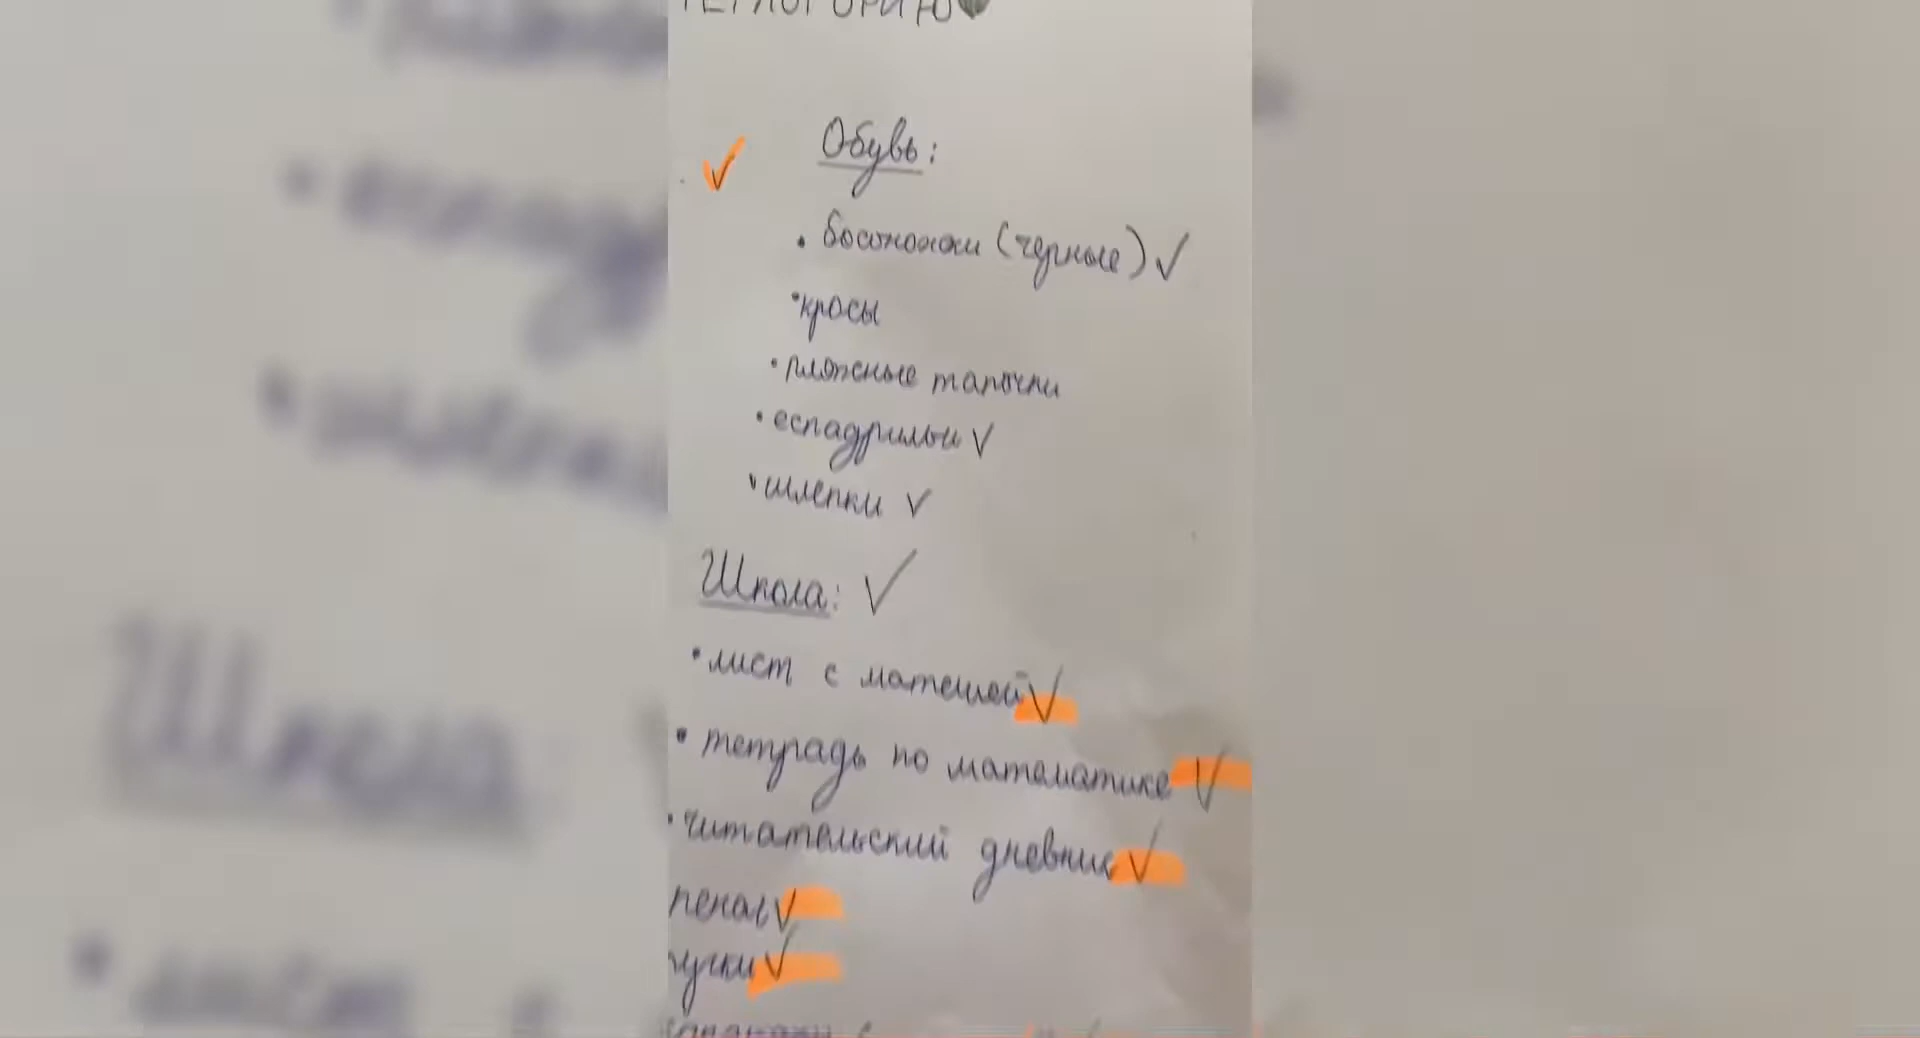 Обувь:
• босоножки (черные) ✓
• кросы
• пляжные тапочки
• еспадрильи ✓
• шлепки ✓
Школа: ✓
• лист с матешей ✓
• тетрадь по математике ✓
• читательский дневник ✓
пенал ✓
ручки ✓